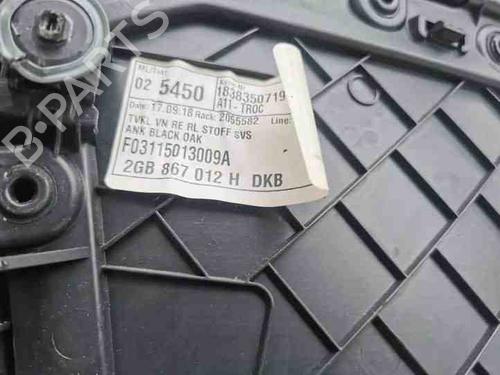 02 5450
1838350719
A11-TROC
Date: 17.09.18 Rack: 2055582 Line:
TVKL VN RE RL STOFF SVS
ANK BLACK OAK
F03115013009A
2GB 867 012 H DKB